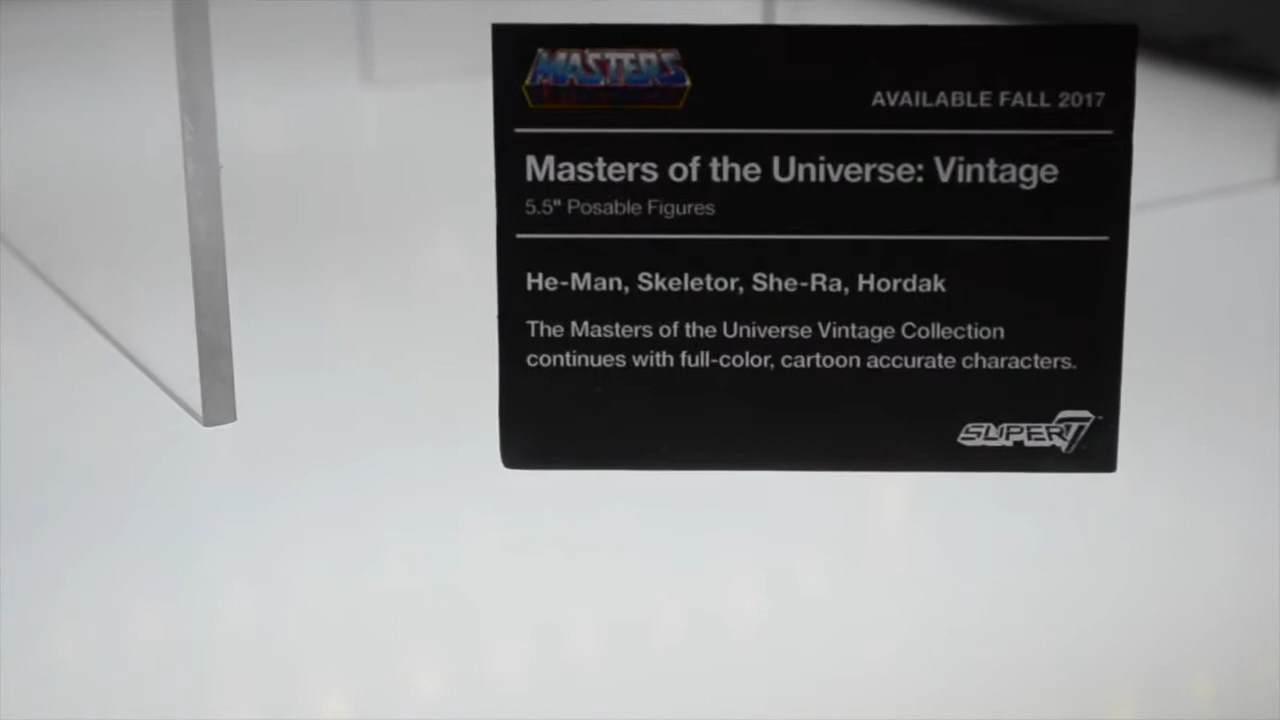 MASTERS
AVAILABLE FALL 2017
Masters of the Universe: Vintage
5.5" Posable Figures
He-Man, Skeletor, She-Ra, Hordak
The Masters of the Universe Vintage Collection
continues with full-color, cartoon accurate characters.
SUPER7